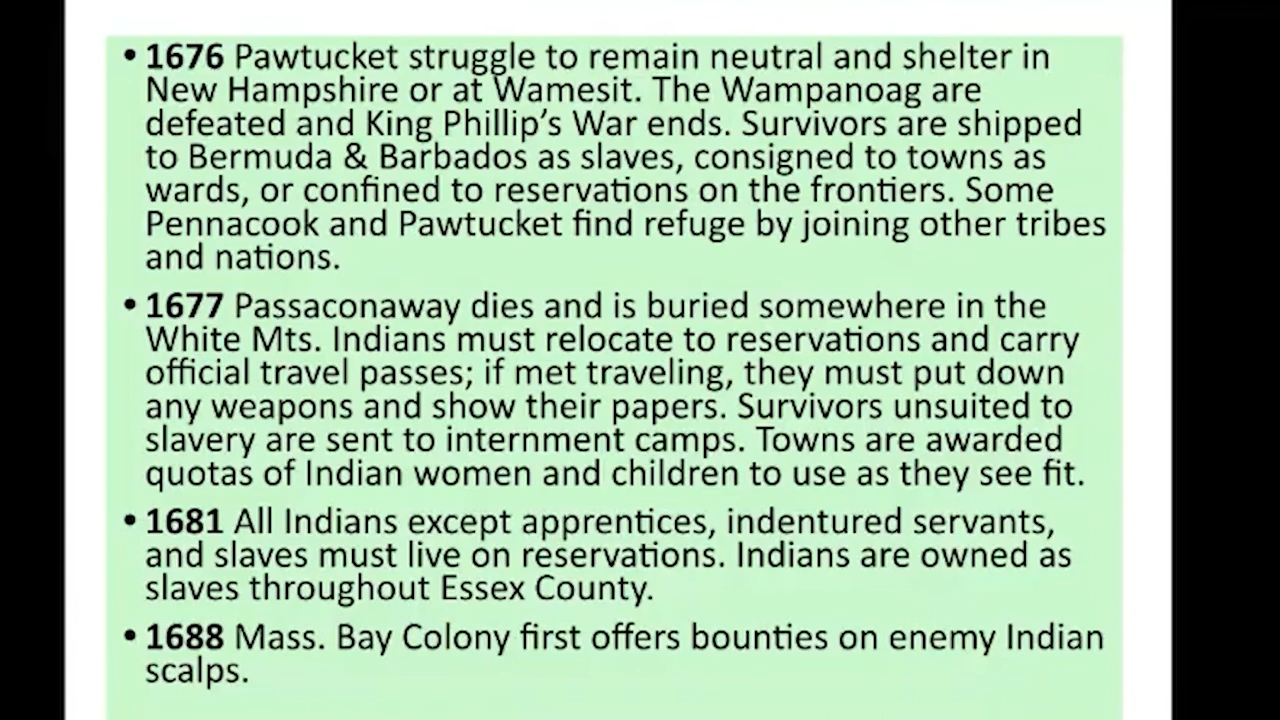 • 1676 Pawtucket struggle to remain neutral and shelter in
New Hampshire or at Wamesit. The Wampanoag are
defeated and King Phillip’s War ends. Survivors are shipped
to Bermuda & Barbados as slaves, consigned to towns as
wards, or confined to reservations on the frontiers. Some
Pennacook and Pawtucket find refuge by joining other tribes
and nations.
• 1677 Passaconaway dies and is buried somewhere in the
White Mts. Indians must relocate to reservations and carry
official travel passes; if met traveling, they must put down
any weapons and show their papers. Survivors unsuited to
slavery are sent to internment camps. Towns are awarded
quotas of Indian women and children to use as they see fit.
• 1681 All Indians except apprentices, indentured servants,
and slaves must live on reservations. Indians are owned as
slaves throughout Essex County.
• 1688 Mass. Bay Colony first offers bounties on enemy Indian
scalps.